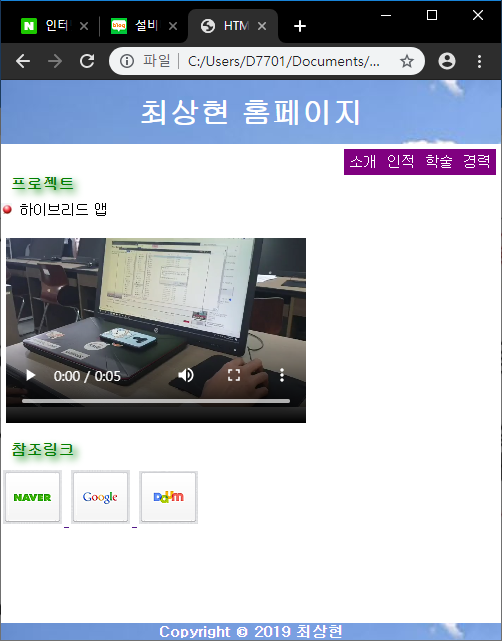 인터
설비
HTM
파일 C:/Users/D7701/Documents/...
최상현 홈페이지
소개 인적 학술 경력
프로젝트
하이브리드 앱
0:00 / 0:05
참조링크
NAVER Google Daum
Copyright © 2019 최상현